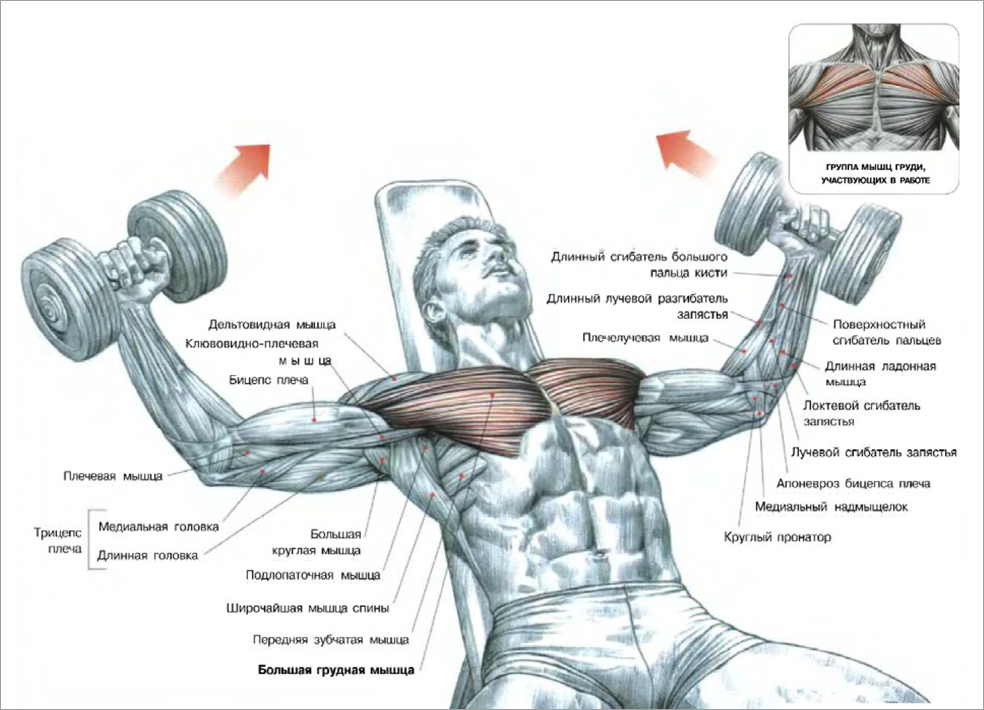 ГРУППА МЫШЦ ГРУДИ,
УЧАСТВУЮЩИХ В РАБОТЕ
Длинный сгибатель большого
пальца кисти
Длинный лучевой разгибатель
запястья
Плечелучевая мышца
Поверхностный
сгибатель пальцев
Длинная ладонная
мышца
Локтевой сгибатель
запястья
Лучевой сгибатель запястья
Апоневроз бицепса плеча
Медиальный надмыщелок
Круглый пронатор
Дельтовидная мышца
Клювовидно-плечевая
мышца
Бицепс плеча
Плечевая мышца
Трицепс
плеча
Медиальная головка
Длинная головка
Большая
круглая мышца
Подлопаточная мышца
Широчайшая мышца спины
Передняя зубчатая мышца
Большая грудная мышца